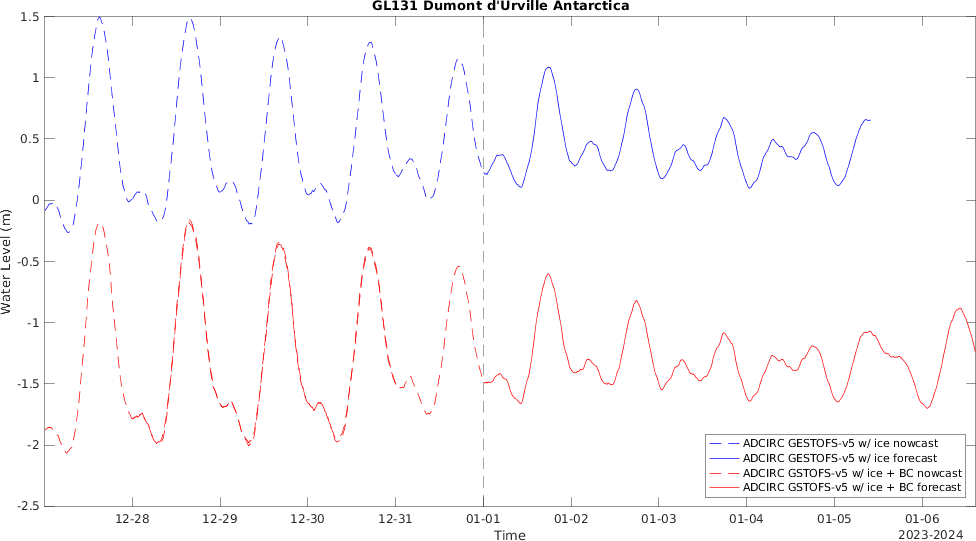 GL131 Dumont d'Urville Antarctica
1.5
1
0.5
0
-0.5
-1
-1.5
-2
-2.5
Water Level (m)
ADCIRC GESTOFS-v5 w/ ice nowcast
ADCIRC GESTOFS-v5 w/ ice forecast
ADCIRC GSTOFS-v5 w/ ice + BC nowcast
ADCIRC GSTOFS-v5 w/ ice + BC forecast
12-28 12-29 12-30 12-31 01-01 01-02 01-03 01-04 01-05 01-06
Time
2023-2024